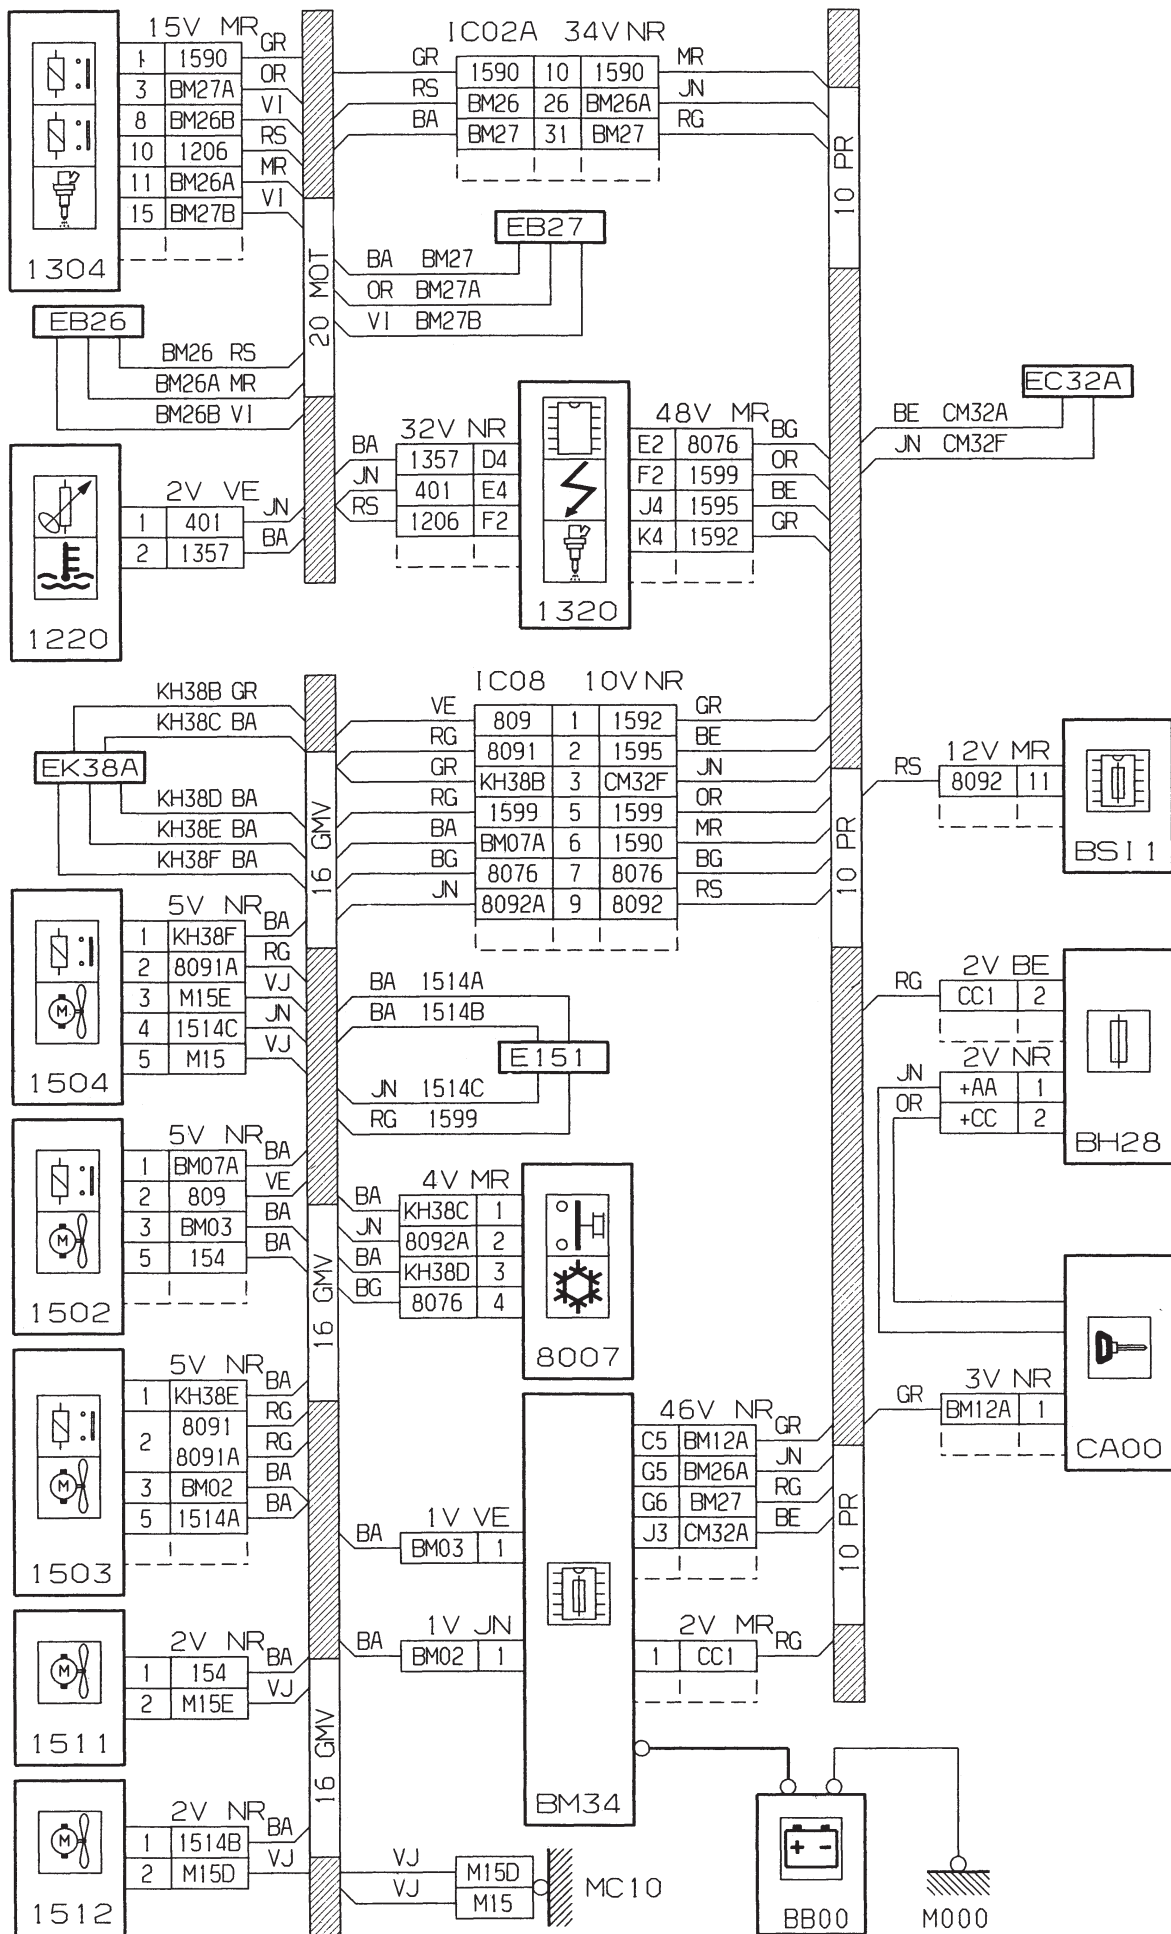 15V MR
1 1590 GR
3 BM27A OR
8 BM26B VI
10 1206 RS
11 BM26A MR
15 BM27B VI
1304
IC02A 34V NR
GR 1590 10 1590 MR
RS BM26 26 BM26A JN
BA BM27 31 BM27 RG
10 PR
20 MOT
EB27
BA BM27
OR BM27A
VI BM27B
EB26
BM26 RS
BM26A MR
BM26B VI
EC32A
BE CM32A
JN CM32F
2V VE
1 401 JN
2 1357 BA
1220
32V NR
BA 1357 D4
JN 401 E4
RS 1206 F2
1320
48V MR
E2 8076 BG
F2 1599 OR
J4 1595 BE
K4 1592 GR
KH38B GR
KH38C BA
EK38A
KH38D BA
KH38E BA
KH38F BA
16 GMV
IC08 10V NR
VE 809 1 1592 GR
RG 8091 2 1595 BE
GR KH38B 3 CM32F JN
RG 1599 5 1599 OR
BA BM07A 6 1590 MR
BG 8076 7 8076 BG
JN 8092A 9 8092 RS
10 PR
12V MR
RS 8092 11
BSI1
5V NR
1 KH38F BA
2 8091A RG
3 M15E VJ
4 1514C JN
5 M15 VJ
1504
BA 1514A
BA 1514B
E151
JN 1514C
RG 1599
2V BE
RG CC1 2
2V NR
JN +AA 1
OR +CC 2
BH28
5V NR
1 BM07A BA
2 809 VE
3 BM03 BA
5 154 BA
1502
16 GMV
4V MR
BA KH38C 1
JN 8092A 2
BA KH38D 3
BG 8076 4
8007
3V NR
GR BM12A 1
CA00
5V NR
1 KH38E BA
2 8091 RG
8091A RG
3 BM02 BA
5 1514A BA
1503
46V NR
C5 BM12A GR
G5 BM26A JN
G6 BM27 RG
J3 CM32A BE
10 PR
1V VE
BA BM03 1
1V JN
BA BM02 1
2V MR
1 CC1 RG
BM34
2V NR
1 154 BA
2 M15E VJ
1511
16 GMV
2V NR
1 1514B BA
2 M15D VJ
1512
VJ M15D
VJ M15
MC10
+ -
BB00
M000